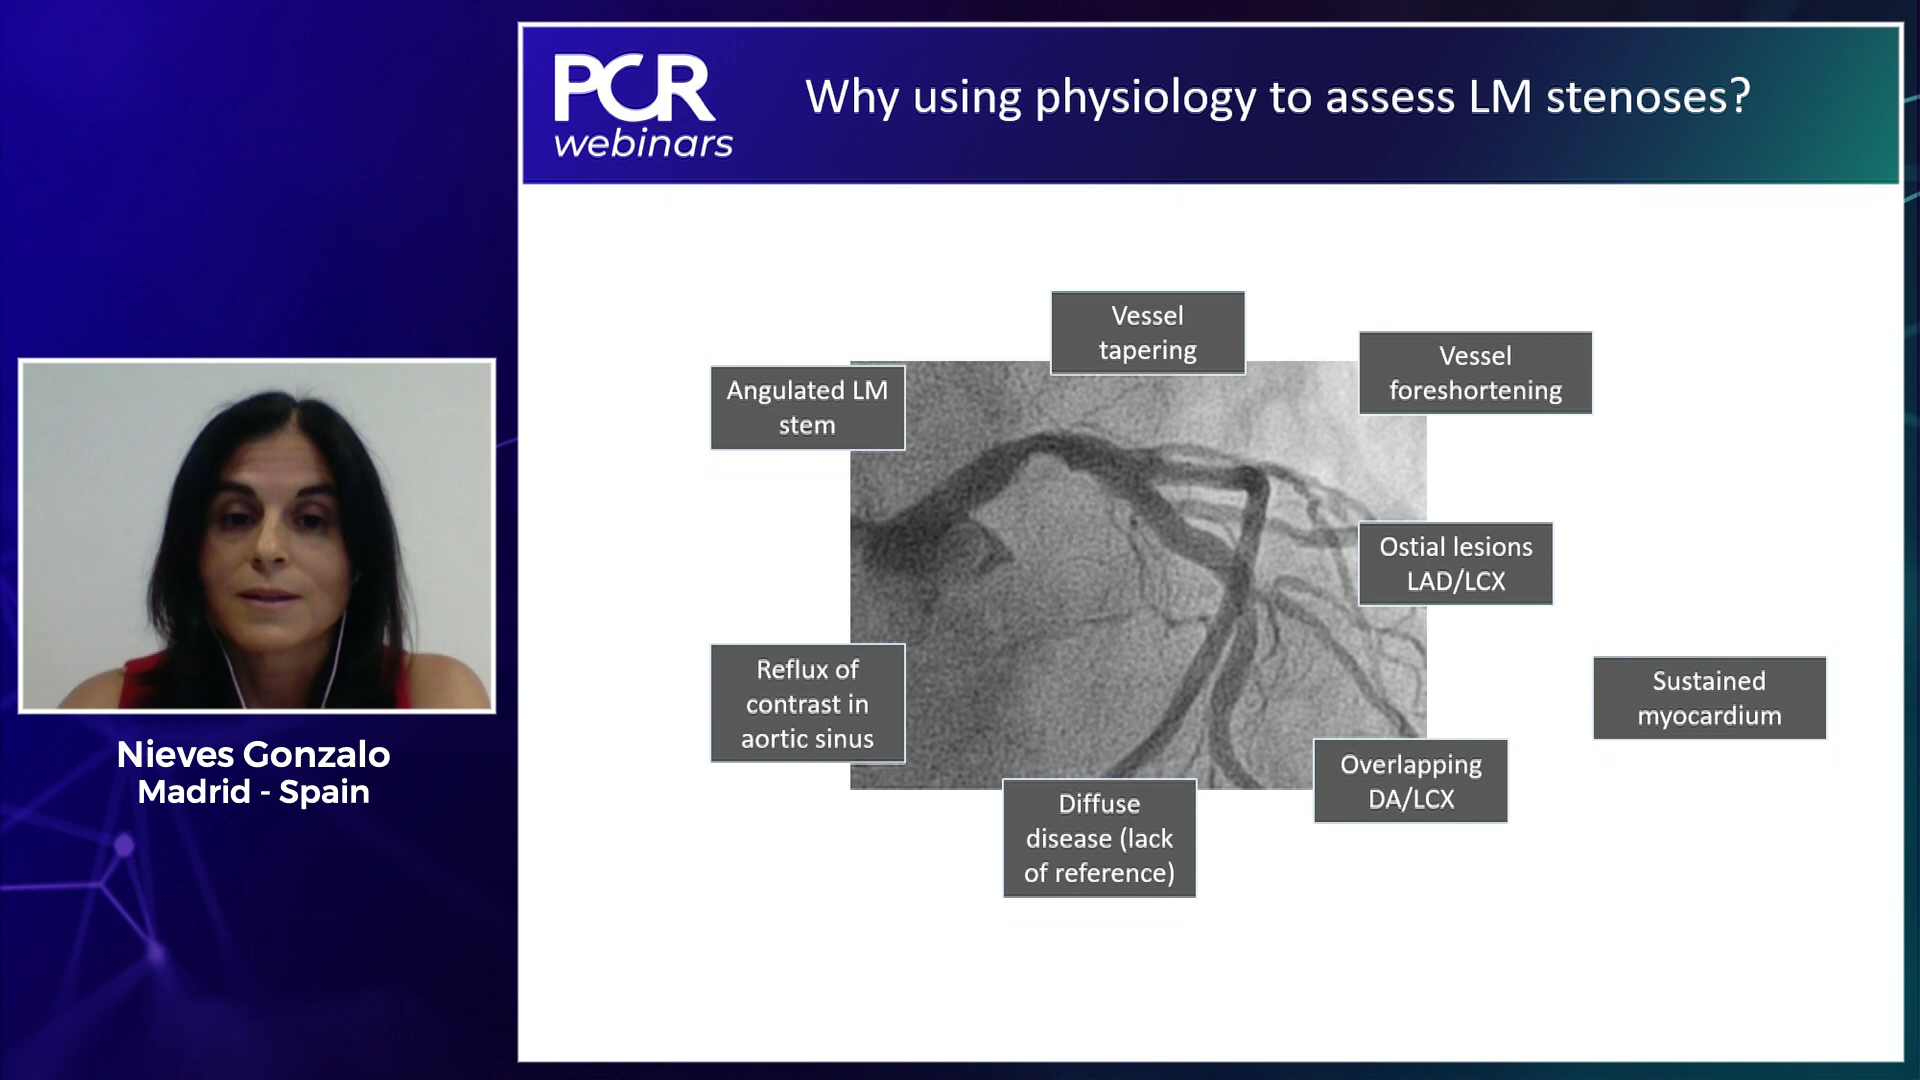 PCR
webinars
Why using physiology to assess LM stenoses?
Vessel
tapering
Vessel
foreshortening
Angulated LM
stem
Ostial lesions
LAD/LCX
Reflux of
contrast in
aortic sinus
Sustained
myocardium
Overlapping
DA/LCX
Diffuse
disease (lack
of reference)
Nieves Gonzalo
Madrid - Spain